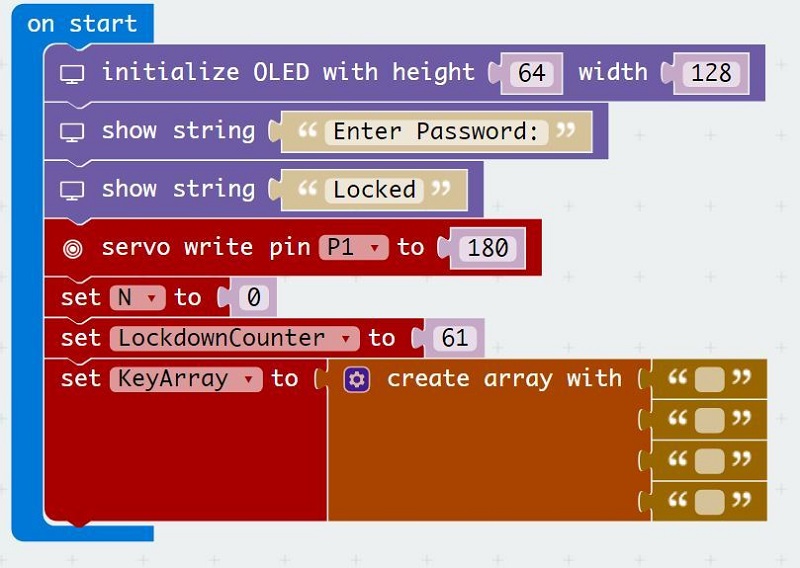 on start
initialize OLED with height 64 width 128
show string “ Enter Password: ”
show string “ Locked ”
servo write pin P1 to 180
set N to 0
set LockdownCounter to 61
set KeyArray to create array with “ ”
“ ”
“ ”
“ ”